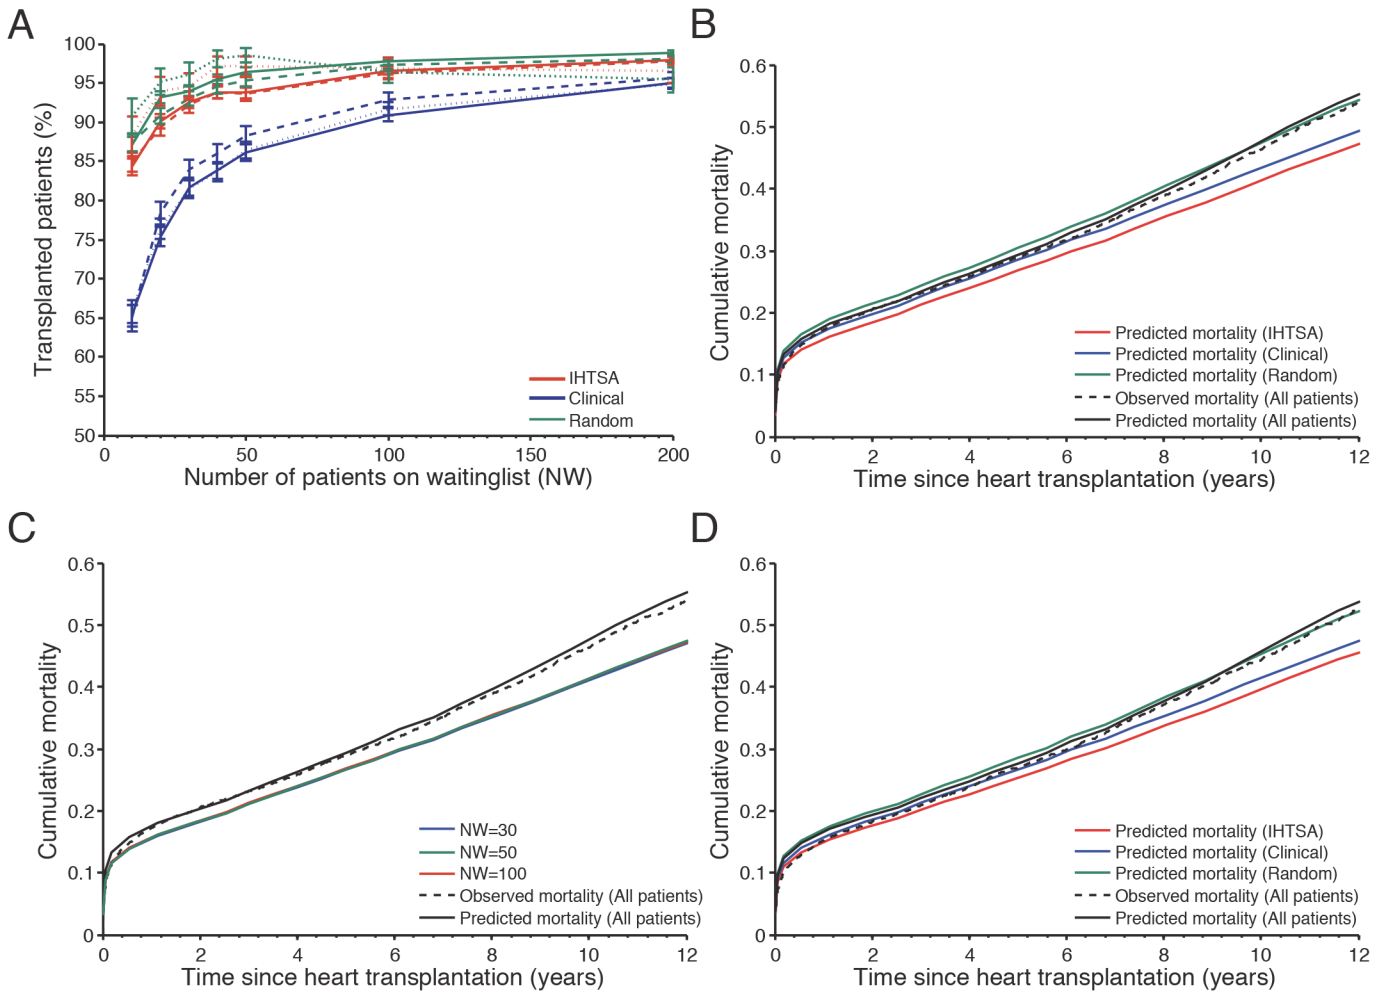 A
Transplanted patients (%)
100
95
90
85
80
75
70
65
60
55
50
0
50
100
150
200
Number of patients on waitinglist (NW)
IHTSA
Clinical
Random
B
Cumulative mortality
0.6
0.5
0.4
0.3
0.2
0.1
0
0
2
4
6
8
10
12
Time since heart transplantation (years)
Predicted mortality (IHTSA)
Predicted mortality (Clinical)
Predicted mortality (Random)
Observed mortality (All patients)
Predicted mortality (All patients)
C
Cumulative mortality
0.6
0.5
0.4
0.3
0.2
0.1
0
0
2
4
6
8
10
12
Time since heart transplantation (years)
NW=30
NW=50
NW=100
Observed mortality (All patients)
Predicted mortality (All patients)
D
Cumulative mortality
0.6
0.5
0.4
0.3
0.2
0.1
0
0
2
4
6
8
10
12
Time since heart transplantation (years)
Predicted mortality (IHTSA)
Predicted mortality (Clinical)
Predicted mortality (Random)
Observed mortality (All patients)
Predicted mortality (All patients)